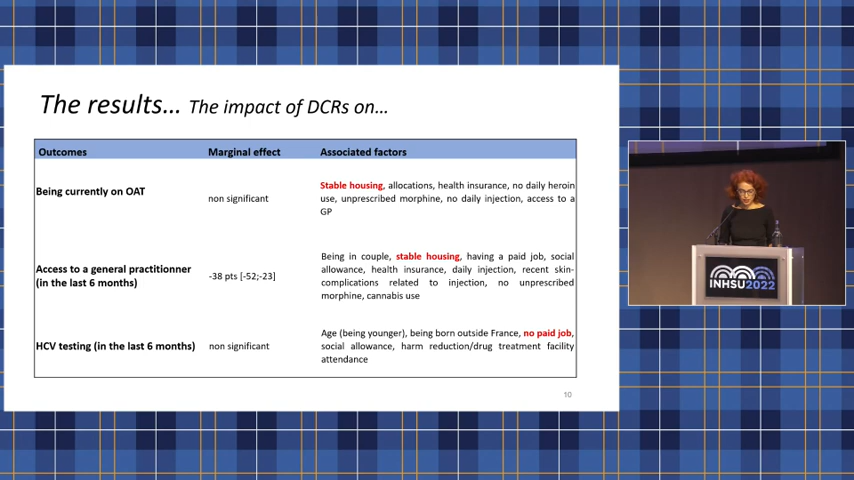 The results... The impact of DCRs on...
Outcomes Marginal effect Associated factors
Being currently on OAT
non significant
Stable housing, allocations, health insurance, no daily heroin
use, unprescribed morphine, no daily injection, access to a
GP
Access to a general practitioner
(in the last 6 months)
-38 pts [-52;-23]
Being in couple, stable housing, having a paid job, social
allowance, health insurance, daily injection, recent skin-
complications related to injection, no unprescribed
morphine, cannabis use
HCV testing (in the last 6 months)
non significant
Age (being younger), being born outside France, no paid job,
social allowance, harm reduction/drug treatment facility
attendance
10
INHSU2022